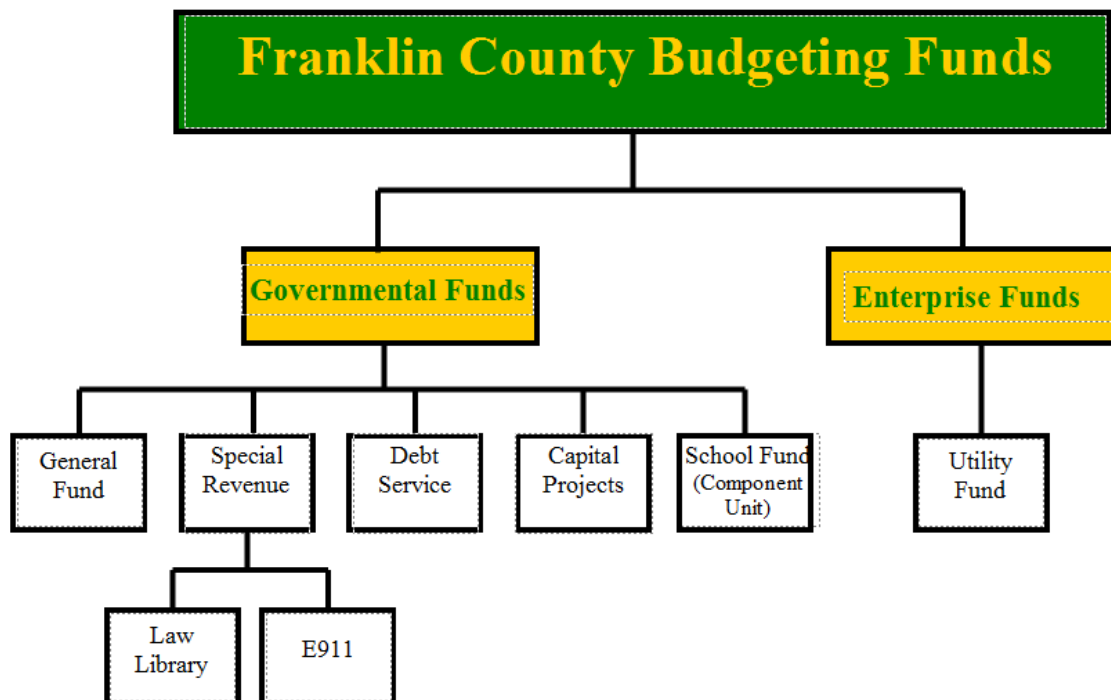 Franklin County Budgeting Funds
Governmental Funds
Enterprise Funds
General
Fund
Special
Revenue
Debt
Service
Capital
Projects
School Fund
(Component
Unit)
Utility
Fund
Law
Library
E911